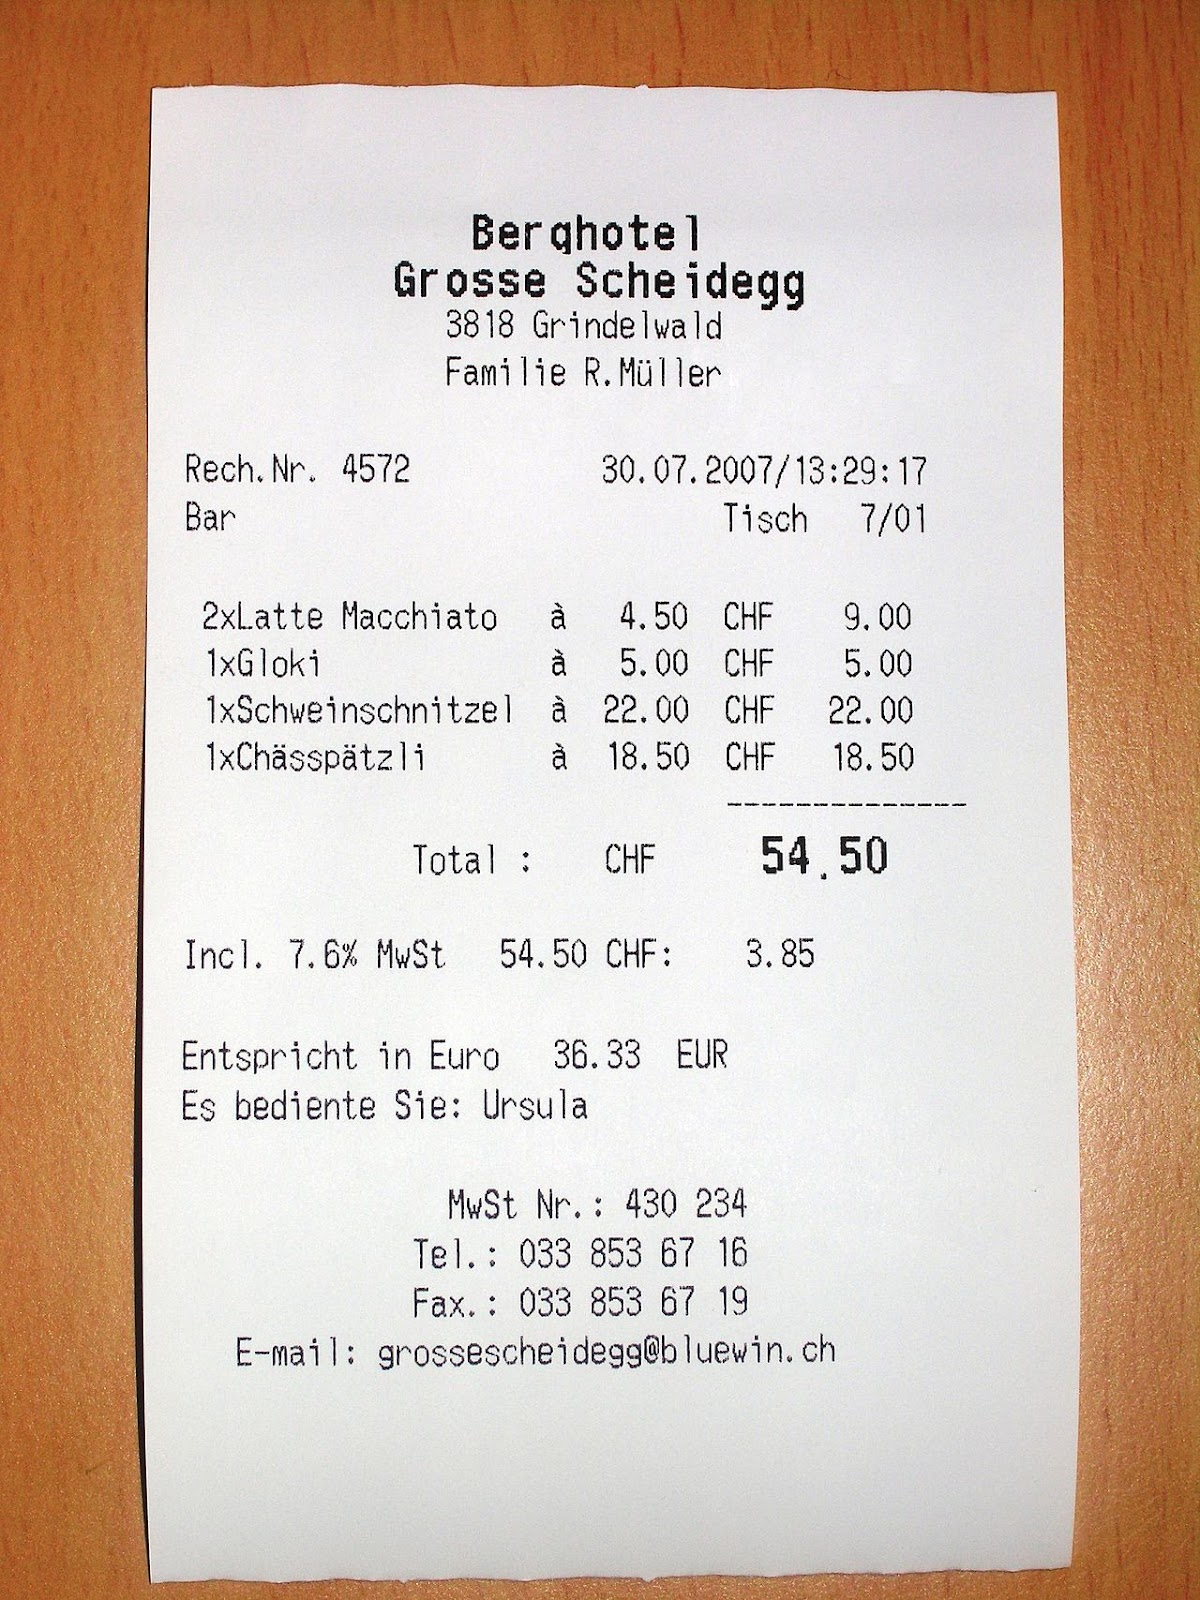 Berghotel
Grosse Scheidegg
3818 Grindelwald
Familie R.Müller
Rech.Nr. 4572 30.07.2007/13:29:17
Bar Tisch 7/01
2xLatte Macchiato à 4.50 CHF 9.00
1xGloki à 5.00 CHF 5.00
1xSchweinschnitzel à 22.00 CHF 22.00
1xChässpätzli à 18.50 CHF 18.50
--------------
Total : CHF 54.50
Incl. 7.6% MwSt 54.50 CHF: 3.85
Entspricht in Euro 36.33 EUR
Es bediente Sie: Ursula
MwSt Nr.: 430 234
Tel.: 033 853 67 16
Fax.: 033 853 67 19
E-mail: grossescheidegg@bluewin.ch